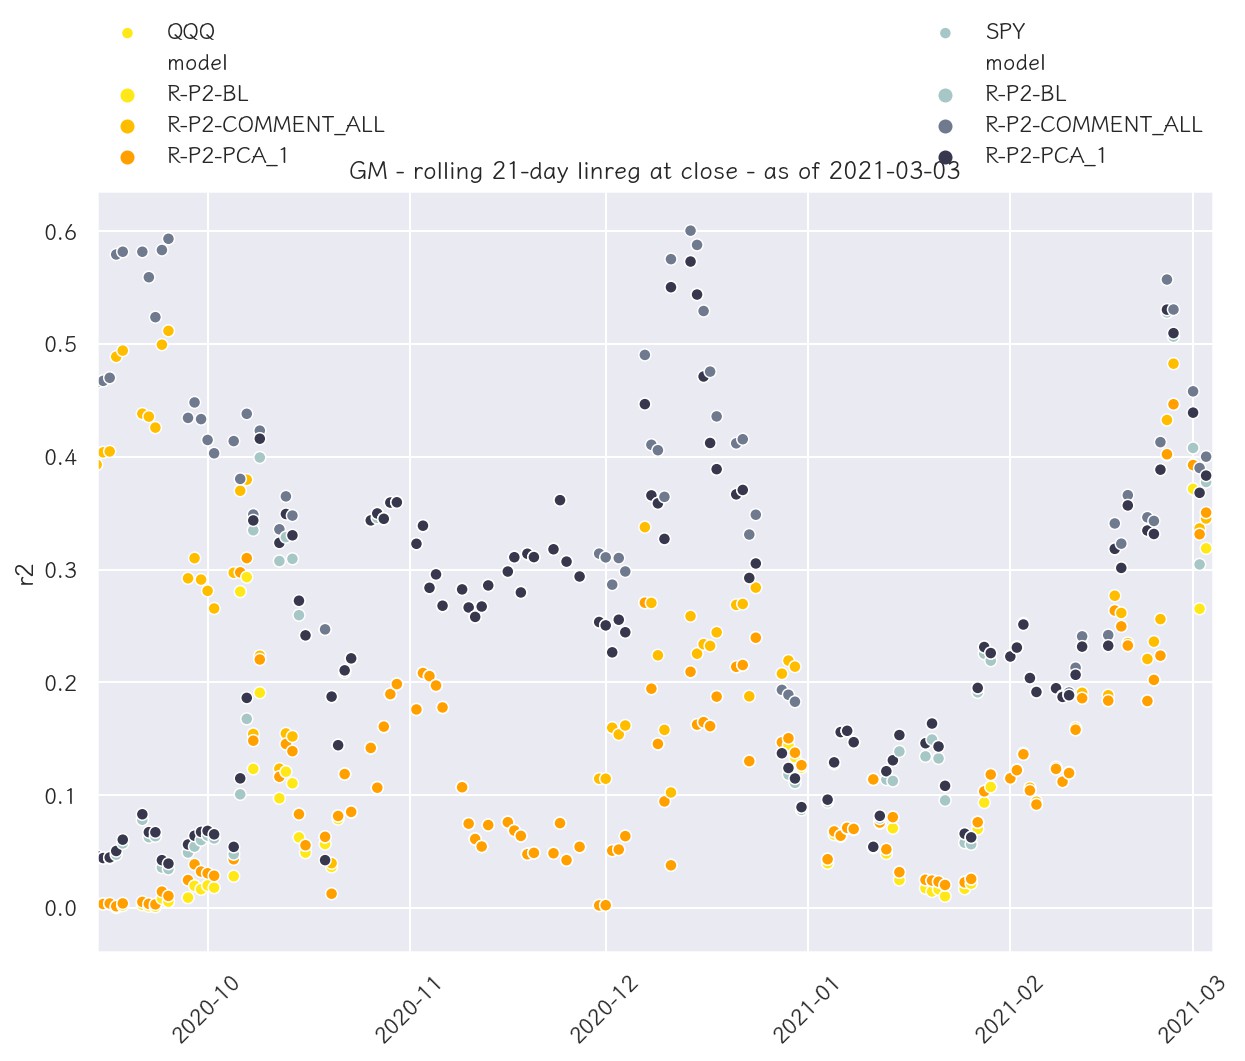 QQQ
model
R-P2-BL
R-P2-COMMENT_ALL
R-P2-PCA_1
SPY
model
R-P2-BL
R-P2-COMMENT_ALL
R-P2-PCA_1
GM - rolling 21-day linreg at close - as of 2021-03-03
r2
0.6
0.5
0.4
0.3
0.2
0.1
0.0
2020-10
2020-11
2020-12
2021-01
2021-02
2021-03